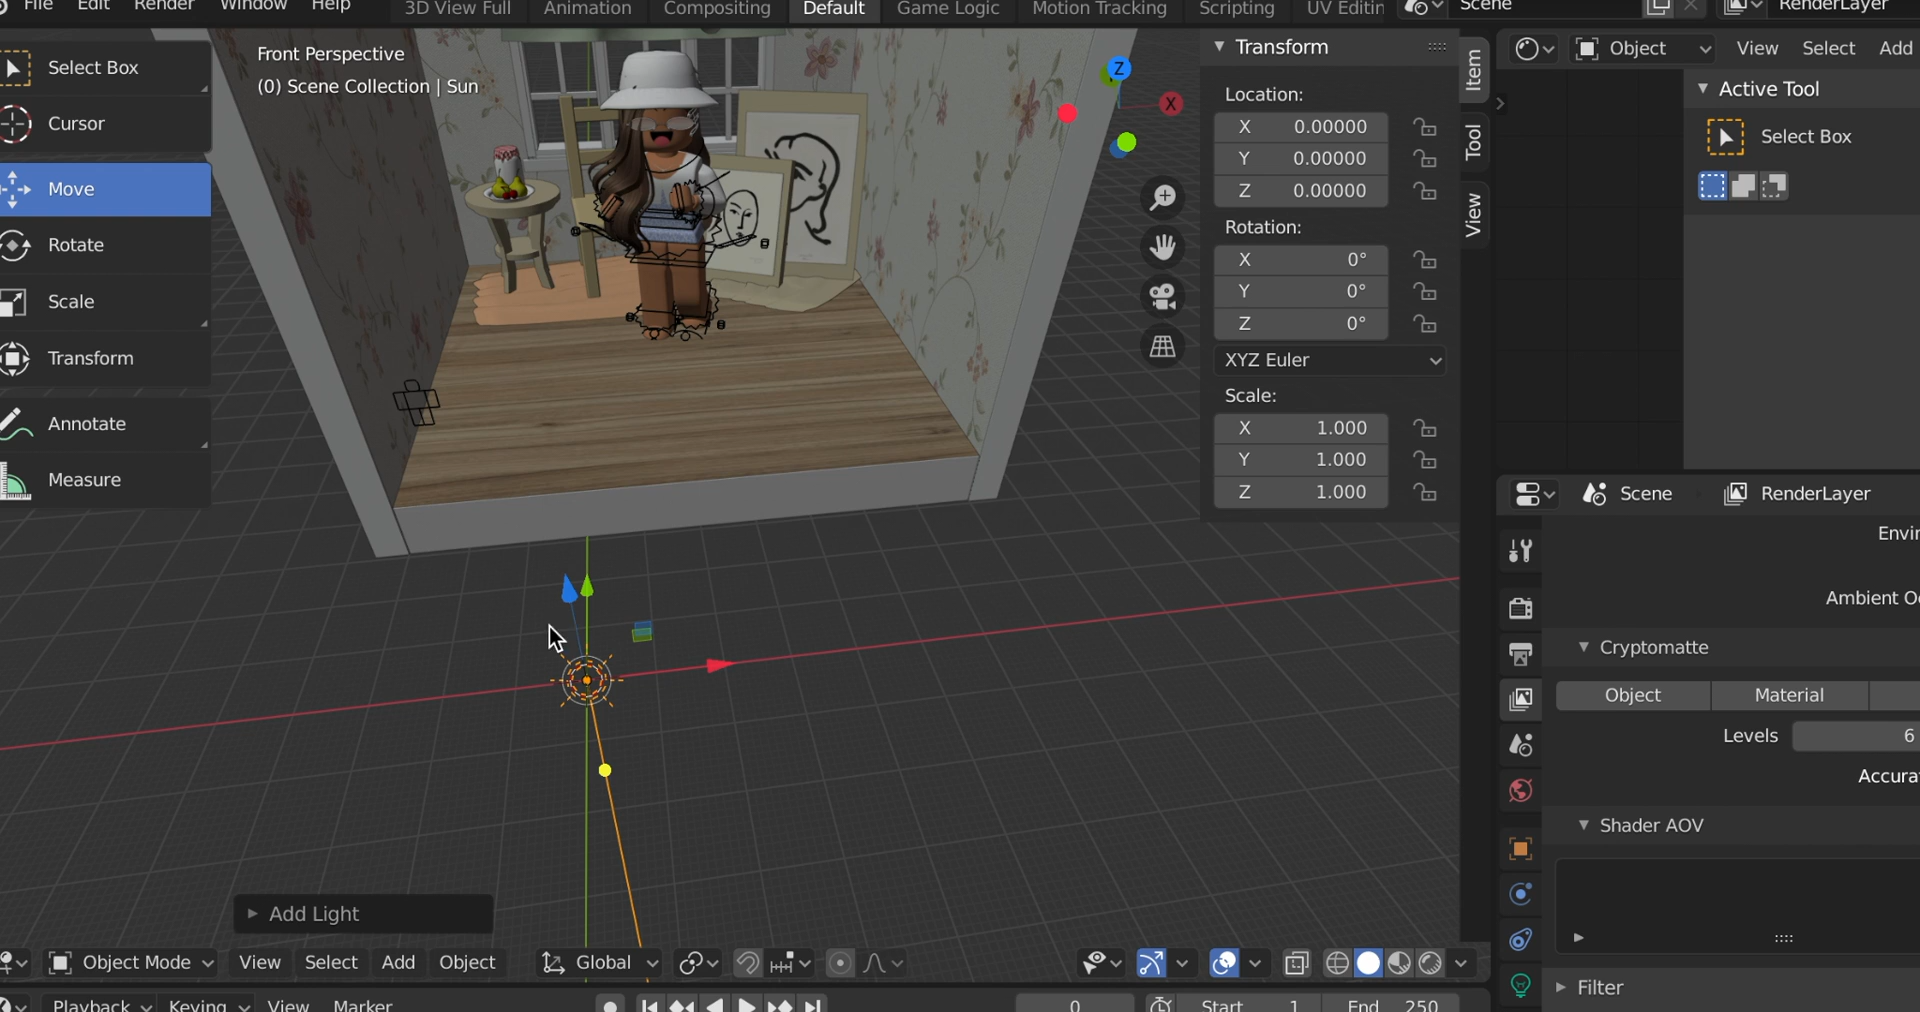 File Edit Render Window Help 3D View Full Animation Compositing Default Game Logic Motion Tracking Scripting UV Editin Scene RenderLayer
Select Box
Cursor
Move
Rotate
Scale
Transform
Annotate
Measure
Front Perspective
(0) Scene Collection | Sun
Z
X
Transform
Location:
X 0.00000
Y 0.00000
Z 0.00000
Rotation:
X 0°
Y 0°
Z 0°
XYZ Euler
Scale:
X 1.000
Y 1.000
Z 1.000
Item
Tool
View
Object View Select Add
Active Tool
Select Box
Scene RenderLayer
Envir
Ambient Oc
Cryptomatte
Object Material
Levels 6
Accurat
Shader AOV
Filter
Add Light
Object Mode View Select Add Object Global
Playback Keying View Marker 0 Start 1 End 250